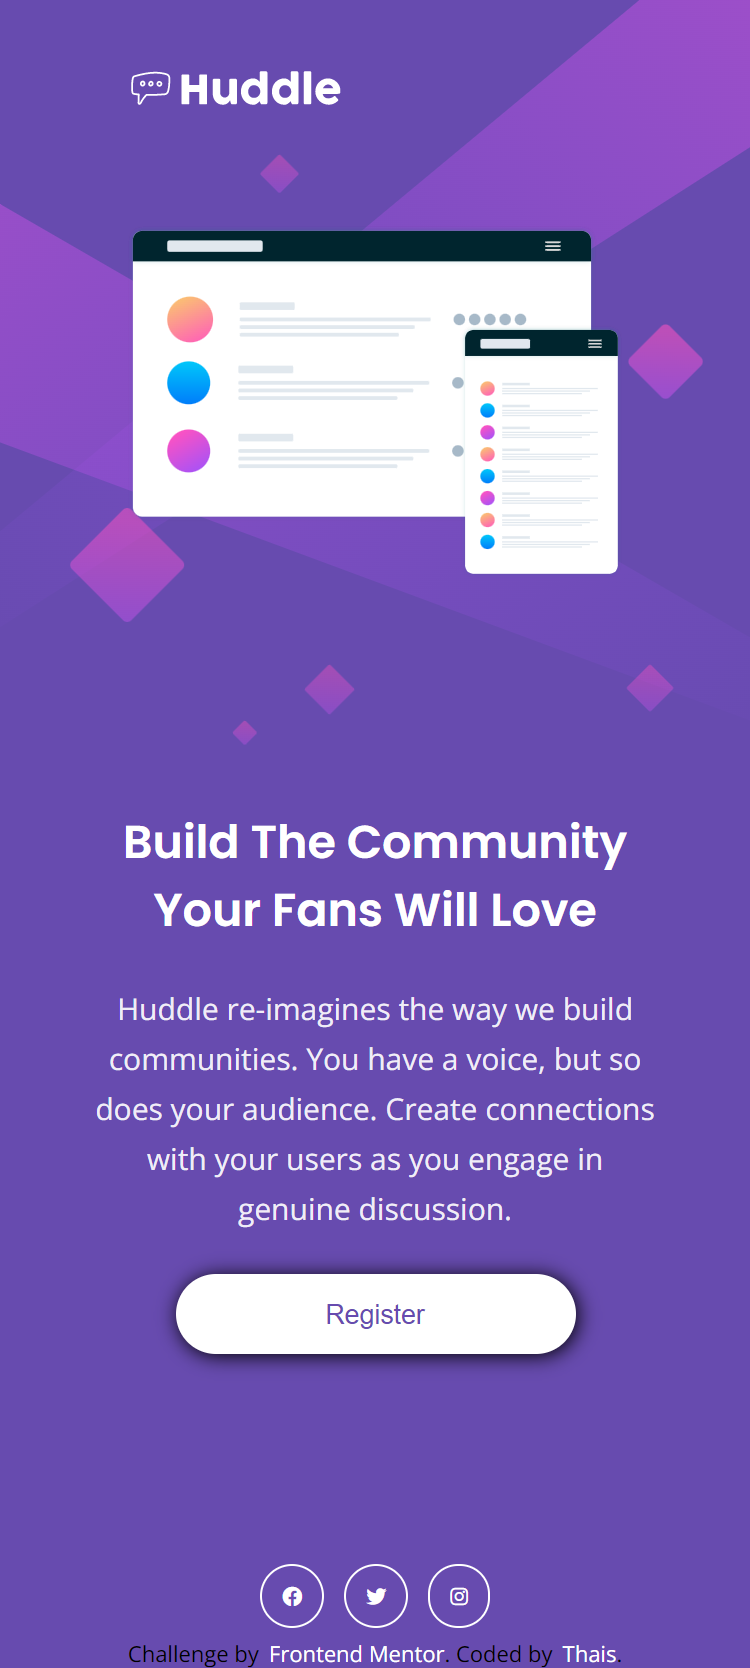 Huddle
Build The Community
Your Fans Will Love
Huddle re-imagines the way we build
communities. You have a voice, but so
does your audience. Create connections
with your users as you engage in
genuine discussion.
Register
Challenge by Frontend Mentor. Coded by Thais.